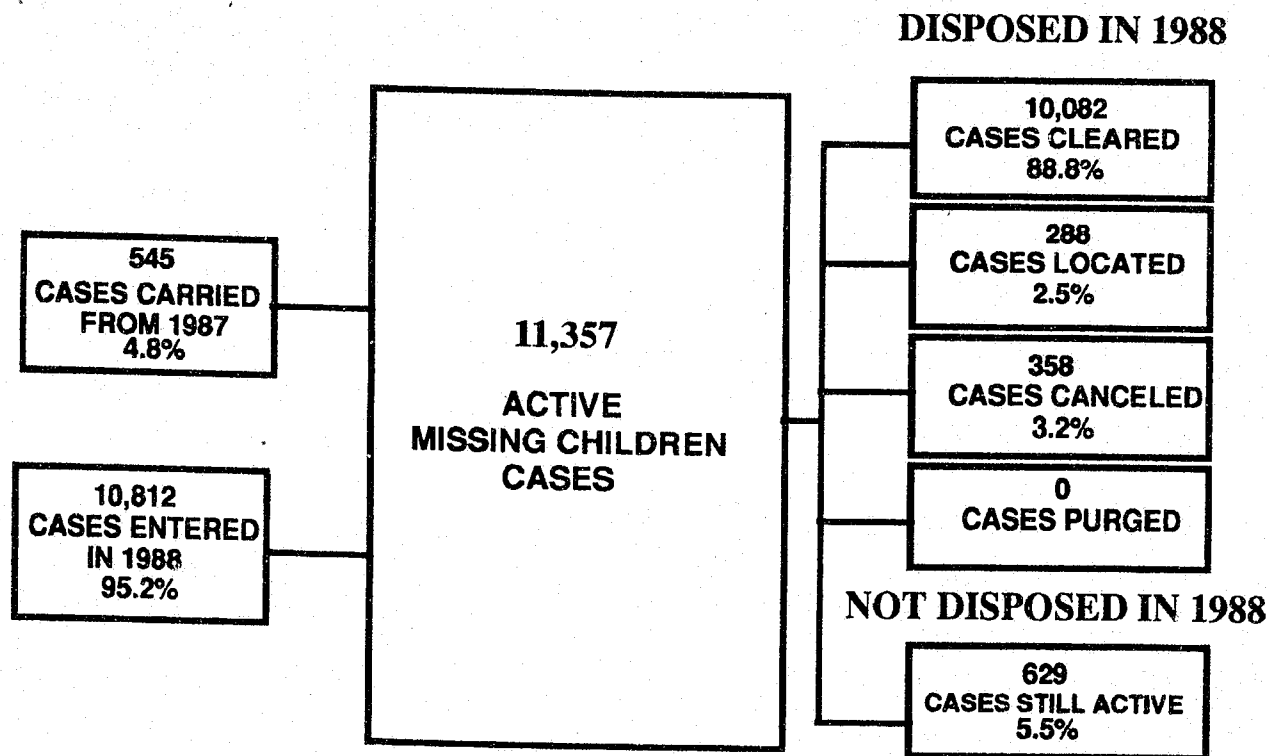 545
CASES CARRIED
FROM 1987
4.8%
10,812
CASES ENTERED
IN 1988
95.2%
11,357
ACTIVE
MISSING CHILDREN
CASES
DISPOSED IN 1988
10,082
CASES CLEARED
88.8%
288
CASES LOCATED
2.5%
358
CASES CANCELED
3.2%
0
CASES PURGED
NOT DISPOSED IN 1988
629
CASES STILL ACTIVE
5.5%